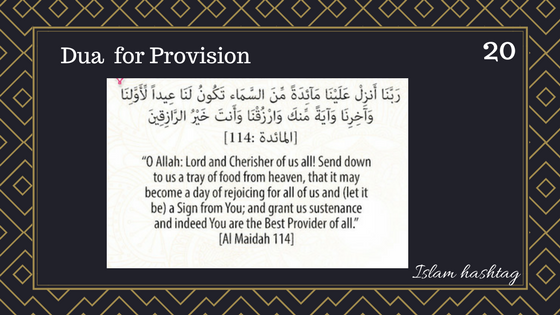 Dua for Provision
20
رَبَّنَا أَنزِلْ عَلَيْنَا مَآئِدَةً مِّنَ السَّمَاء تَكُونُ لَنَا عِيداً لِّأَوَّلِنَا
وَآخِرِنَا وَآيَةً مِّنكَ وَارْزُقْنَا وَأَنتَ خَيْرُ الرَّازِقِينَ
[المائدة :114]
“O Allah: Lord and Cherisher of us all! Send down
to us a tray of food from heaven, that it may
become a day of rejoicing for all of us and (let it
be) a Sign from You; and grant us sustenance
and indeed You are the Best Provider of all.”
[Al Maidah 114]
Islam hashtag